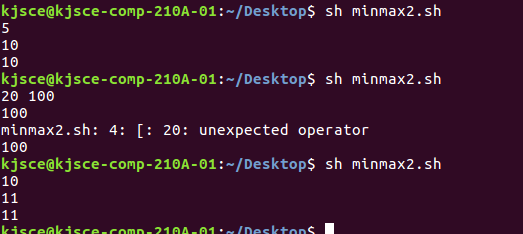 kjsce@kjsce-comp-210A-01:~/Desktop$ sh minmax2.sh
5
10
10
kjsce@kjsce-comp-210A-01:~/Desktop$ sh minmax2.sh
20 100
100
minmax2.sh: 4: [: 20: unexpected operator
100
kjsce@kjsce-comp-210A-01:~/Desktop$ sh minmax2.sh
10
11
11
kjsce@kjsce-comp-210A-01:~/Desktop$